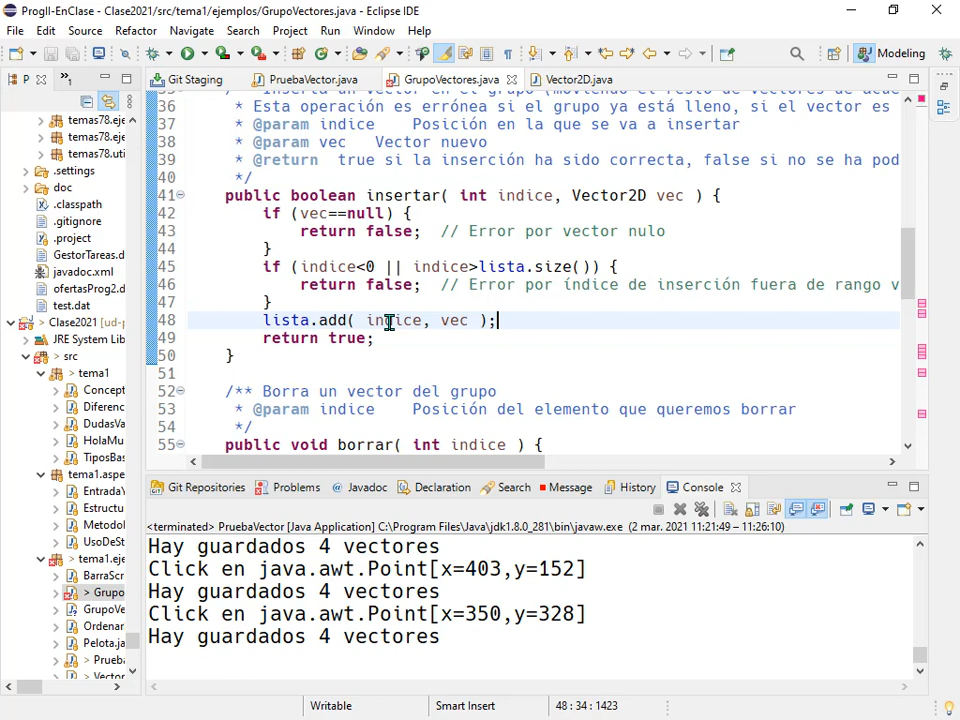 ProgII-EnClase - Clase2021/src/tema1/ejemplos/GrupoVectores.java - Eclipse IDE
File Edit Source Refactor Navigate Search Project Run Window Help
Modeling
P
Git Staging PruebaVector.java GrupoVectores.java Vector2D.java
temas78.eje
temas78.eje
temas78.uti
.settings
doc
.classpath
.gitignore
.project
GestorTareas.
javadoc.xml
ofertasProg2.d
test.dat
Clase2021 [ud-p
JRE System Lib
src
tema1
Concept
Diferenc
DudasVa
HolaMu
TiposBas
tema1.aspe
EntradaY
Estructu
Metodol
UsoDeSt
tema1.eje
BarraScr
> Grupo
GrupoVe
Ordenar
Pelota.ja
> Prueba
> Vector
36 * Esta operación es errónea si el grupo ya está lleno, si el vector es
37 * @param indice Posición en la que se va a insertar
38 * @param vec Vector nuevo
39 * @return true si la inserción ha sido correcta, false si no se ha pod
40 */
41 public boolean insertar( int indice, Vector2D vec ) {
42 if (vec==null) {
43 return false; // Error por vector nulo
44 }
45 if (indice<0 || indice>lista.size()) {
46 return false; // Error por índice de inserción fuera de rango v
47 }
48 lista.add( indice, vec );
49 return true;
50 }
51
52 /** Borra un vector del grupo
53 * @param indice Posición del elemento que queremos borrar
54 */
55 public void borrar( int indice ) {
Git Repositories Problems @ Javadoc Declaration Search Message History Console
<terminated> PruebaVector [Java Application] C:\Program Files\Java\jdk1.8.0_281\bin\javaw.exe (2 mar. 2021 11:21:49 – 11:26:10)
Hay guardados 4 vectores
Click en java.awt.Point[x=403,y=152]
Hay guardados 4 vectores
Click en java.awt.Point[x=350,y=328]
Hay guardados 4 vectores
Writable Smart Insert 48 : 34 : 1423